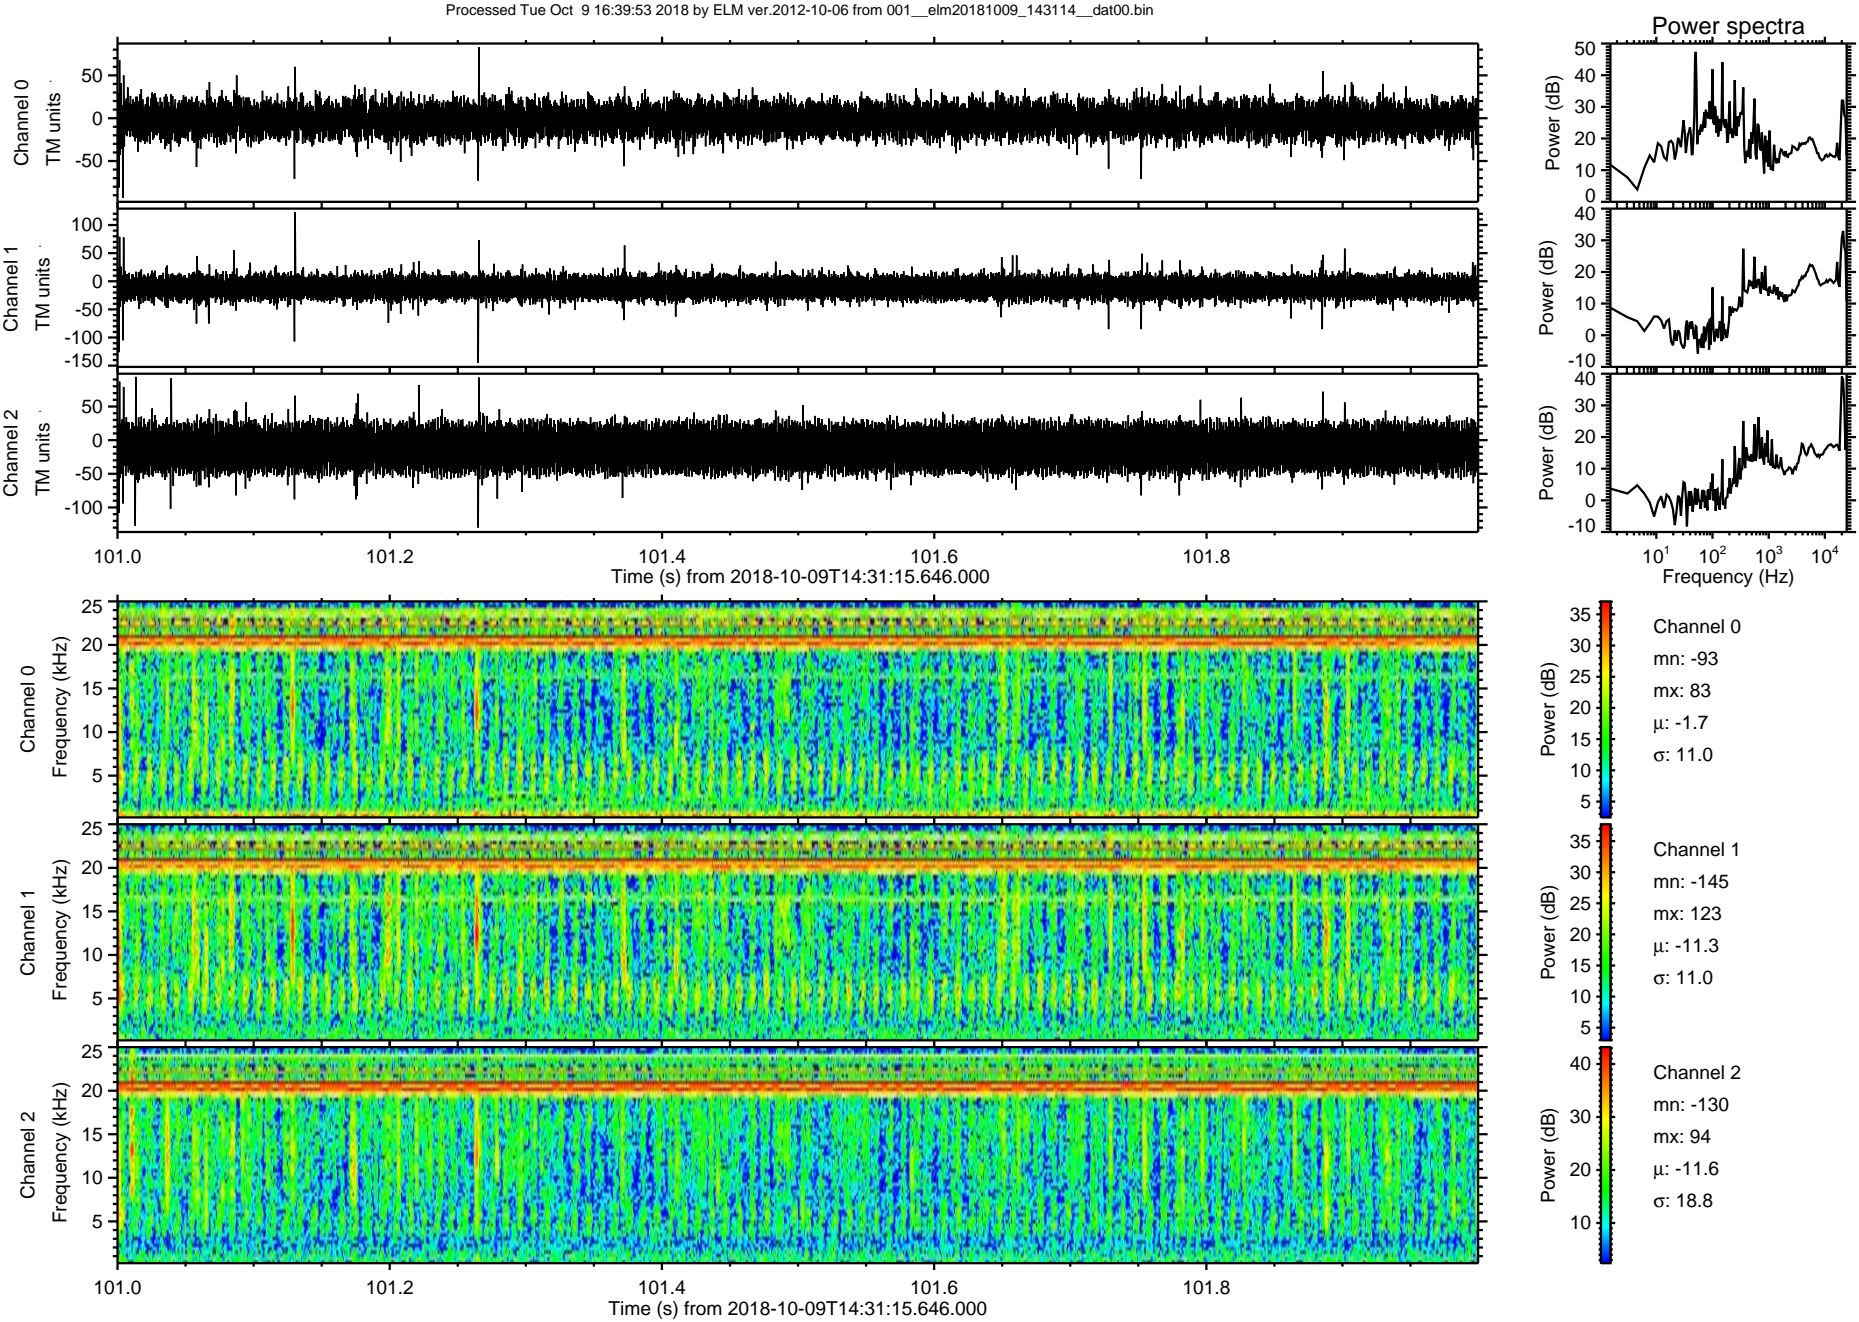 Processed Tue Oct  9 16:39:53 2018 by ELM ver.2012-10-06 from 001__elm20181009_143114__dat00.bin
Power spectra
Channel 0
TM units
50
0
-50
Power (dB)
50
40
30
20
10
0
Channel 1
TM units
100
50
0
-50
-100
-150
Power (dB)
40
30
20
10
0
-10
Channel 2
TM units
50
0
-50
-100
Power (dB)
40
30
20
10
0
-10
101.0 101.2 101.4 101.6 101.8
Time (s) from 2018-10-09T14:31:15.646.000
10¹ 10² 10³ 10⁴
Frequency (Hz)
Channel 0
Frequency (kHz)
25
20
15
10
5
Power (dB)
35
30
25
20
15
10
5
Channel 0
mn: -93
mx: 83
μ: -1.7
σ: 11.0
Channel 1
Frequency (kHz)
25
20
15
10
5
Power (dB)
35
30
25
20
15
10
5
Channel 1
mn: -145
mx: 123
μ: -11.3
σ: 11.0
Channel 2
Frequency (kHz)
25
20
15
10
5
Power (dB)
40
30
20
10
Channel 2
mn: -130
mx: 94
μ: -11.6
σ: 18.8
101.0 101.2 101.4 101.6 101.8
Time (s) from 2018-10-09T14:31:15.646.000